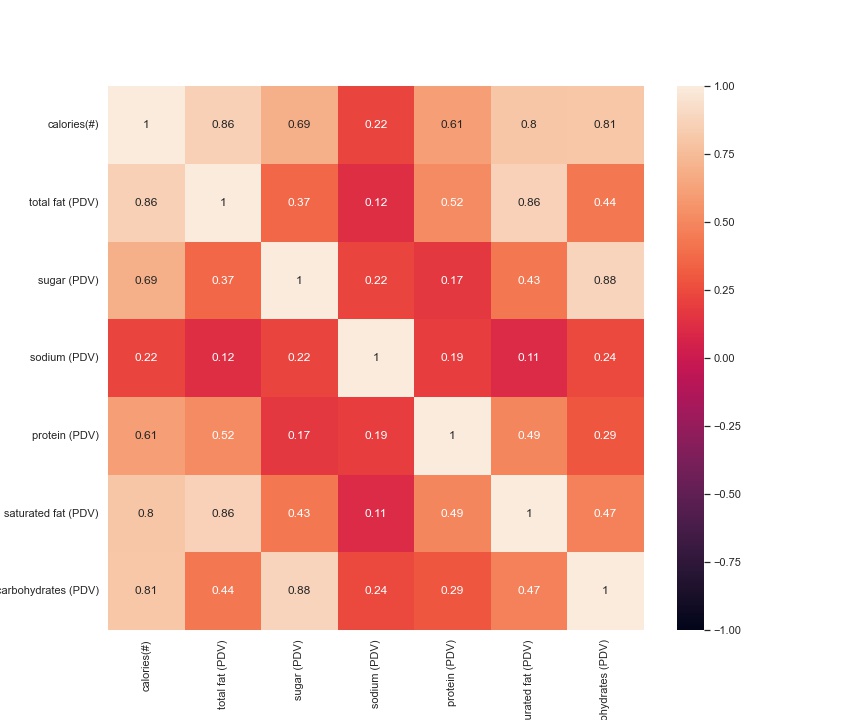 calories(#) 1 0.86 0.69 0.22 0.61 0.8 0.81
total fat (PDV) 0.86 1 0.37 0.12 0.52 0.86 0.44
sugar (PDV) 0.69 0.37 1 0.22 0.17 0.43 0.88
sodium (PDV) 0.22 0.12 0.22 1 0.19 0.11 0.24
protein (PDV) 0.61 0.52 0.17 0.19 1 0.49 0.29
saturated fat (PDV) 0.8 0.86 0.43 0.11 0.49 1 0.47
carbohydrates (PDV) 0.81 0.44 0.88 0.24 0.29 0.47 1
calories(#)
total fat (PDV)
sugar (PDV)
sodium (PDV)
protein (PDV)
urated fat (PDV)
ohydrates (PDV)
1.00
0.75
0.50
0.25
0.00
−0.25
−0.50
−0.75
−1.00